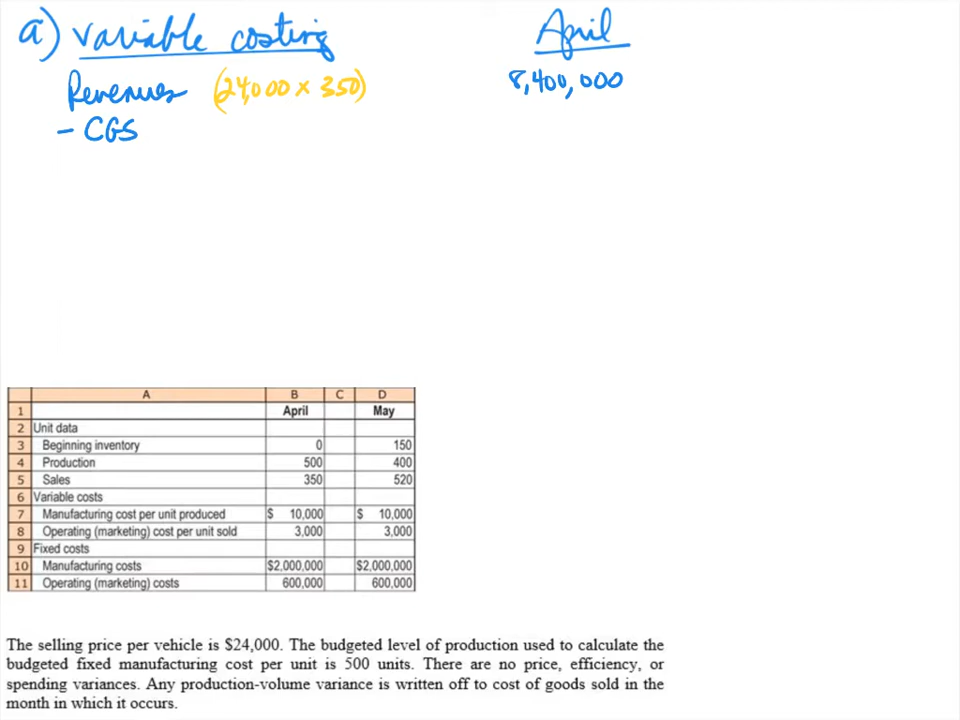 a) Variable costing April
Revenues (24,000 × 350) 8,400,000
- CGS
A B C D
1 April May
2 Unit data
3 Beginning inventory 0 150
4 Production 500 400
5 Sales 350 520
6 Variable costs
7 Manufacturing cost per unit produced $ 10,000 $ 10,000
8 Operating (marketing) cost per unit sold 3,000 3,000
9 Fixed costs
10 Manufacturing costs $2,000,000 $2,000,000
11 Operating (marketing) costs 600,000 600,000
The selling price per vehicle is $24,000. The budgeted level of production used to calculate the
budgeted fixed manufacturing cost per unit is 500 units. There are no price, efficiency, or
spending variances. Any production-volume variance is written off to cost of goods sold in the
month in which it occurs.